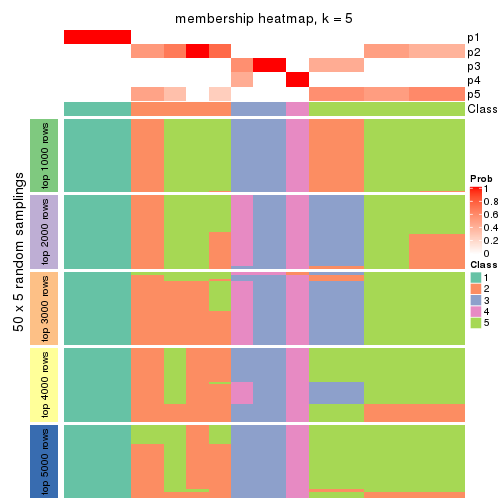 membership heatmap, k = 5
p1
p2
p3
p4
p5
Class
50 x 5 random samplings
top 1000 rows
top 2000 rows
top 3000 rows
top 4000 rows
top 5000 rows
Prob
1
0.8
0.6
0.4
0.2
0
Class
1
2
3
4
5